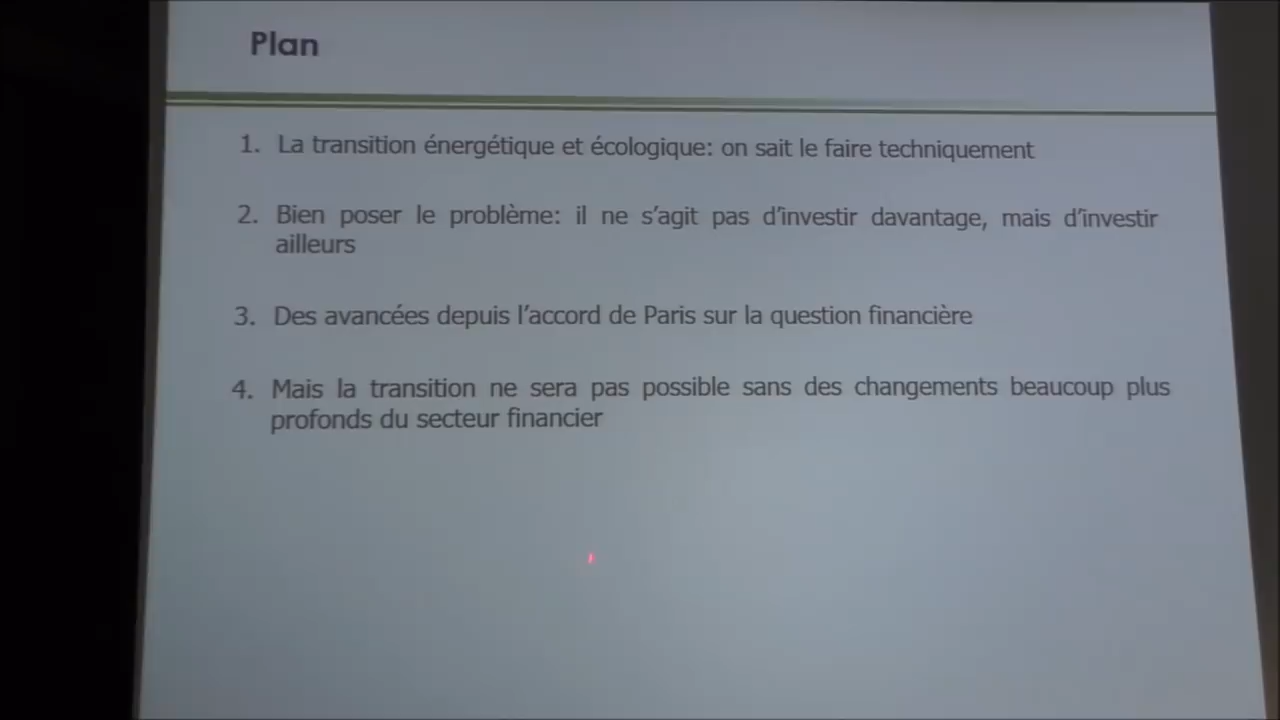 Plan
1. La transition énergétique et écologique: on sait le faire techniquement
2. Bien poser le problème: il ne s'agit pas d'investir davantage, mais d'investir
ailleurs
3. Des avancées depuis l'accord de Paris sur la question financière
4. Mais la transition ne sera pas possible sans des changements beaucoup plus
profonds du secteur financier